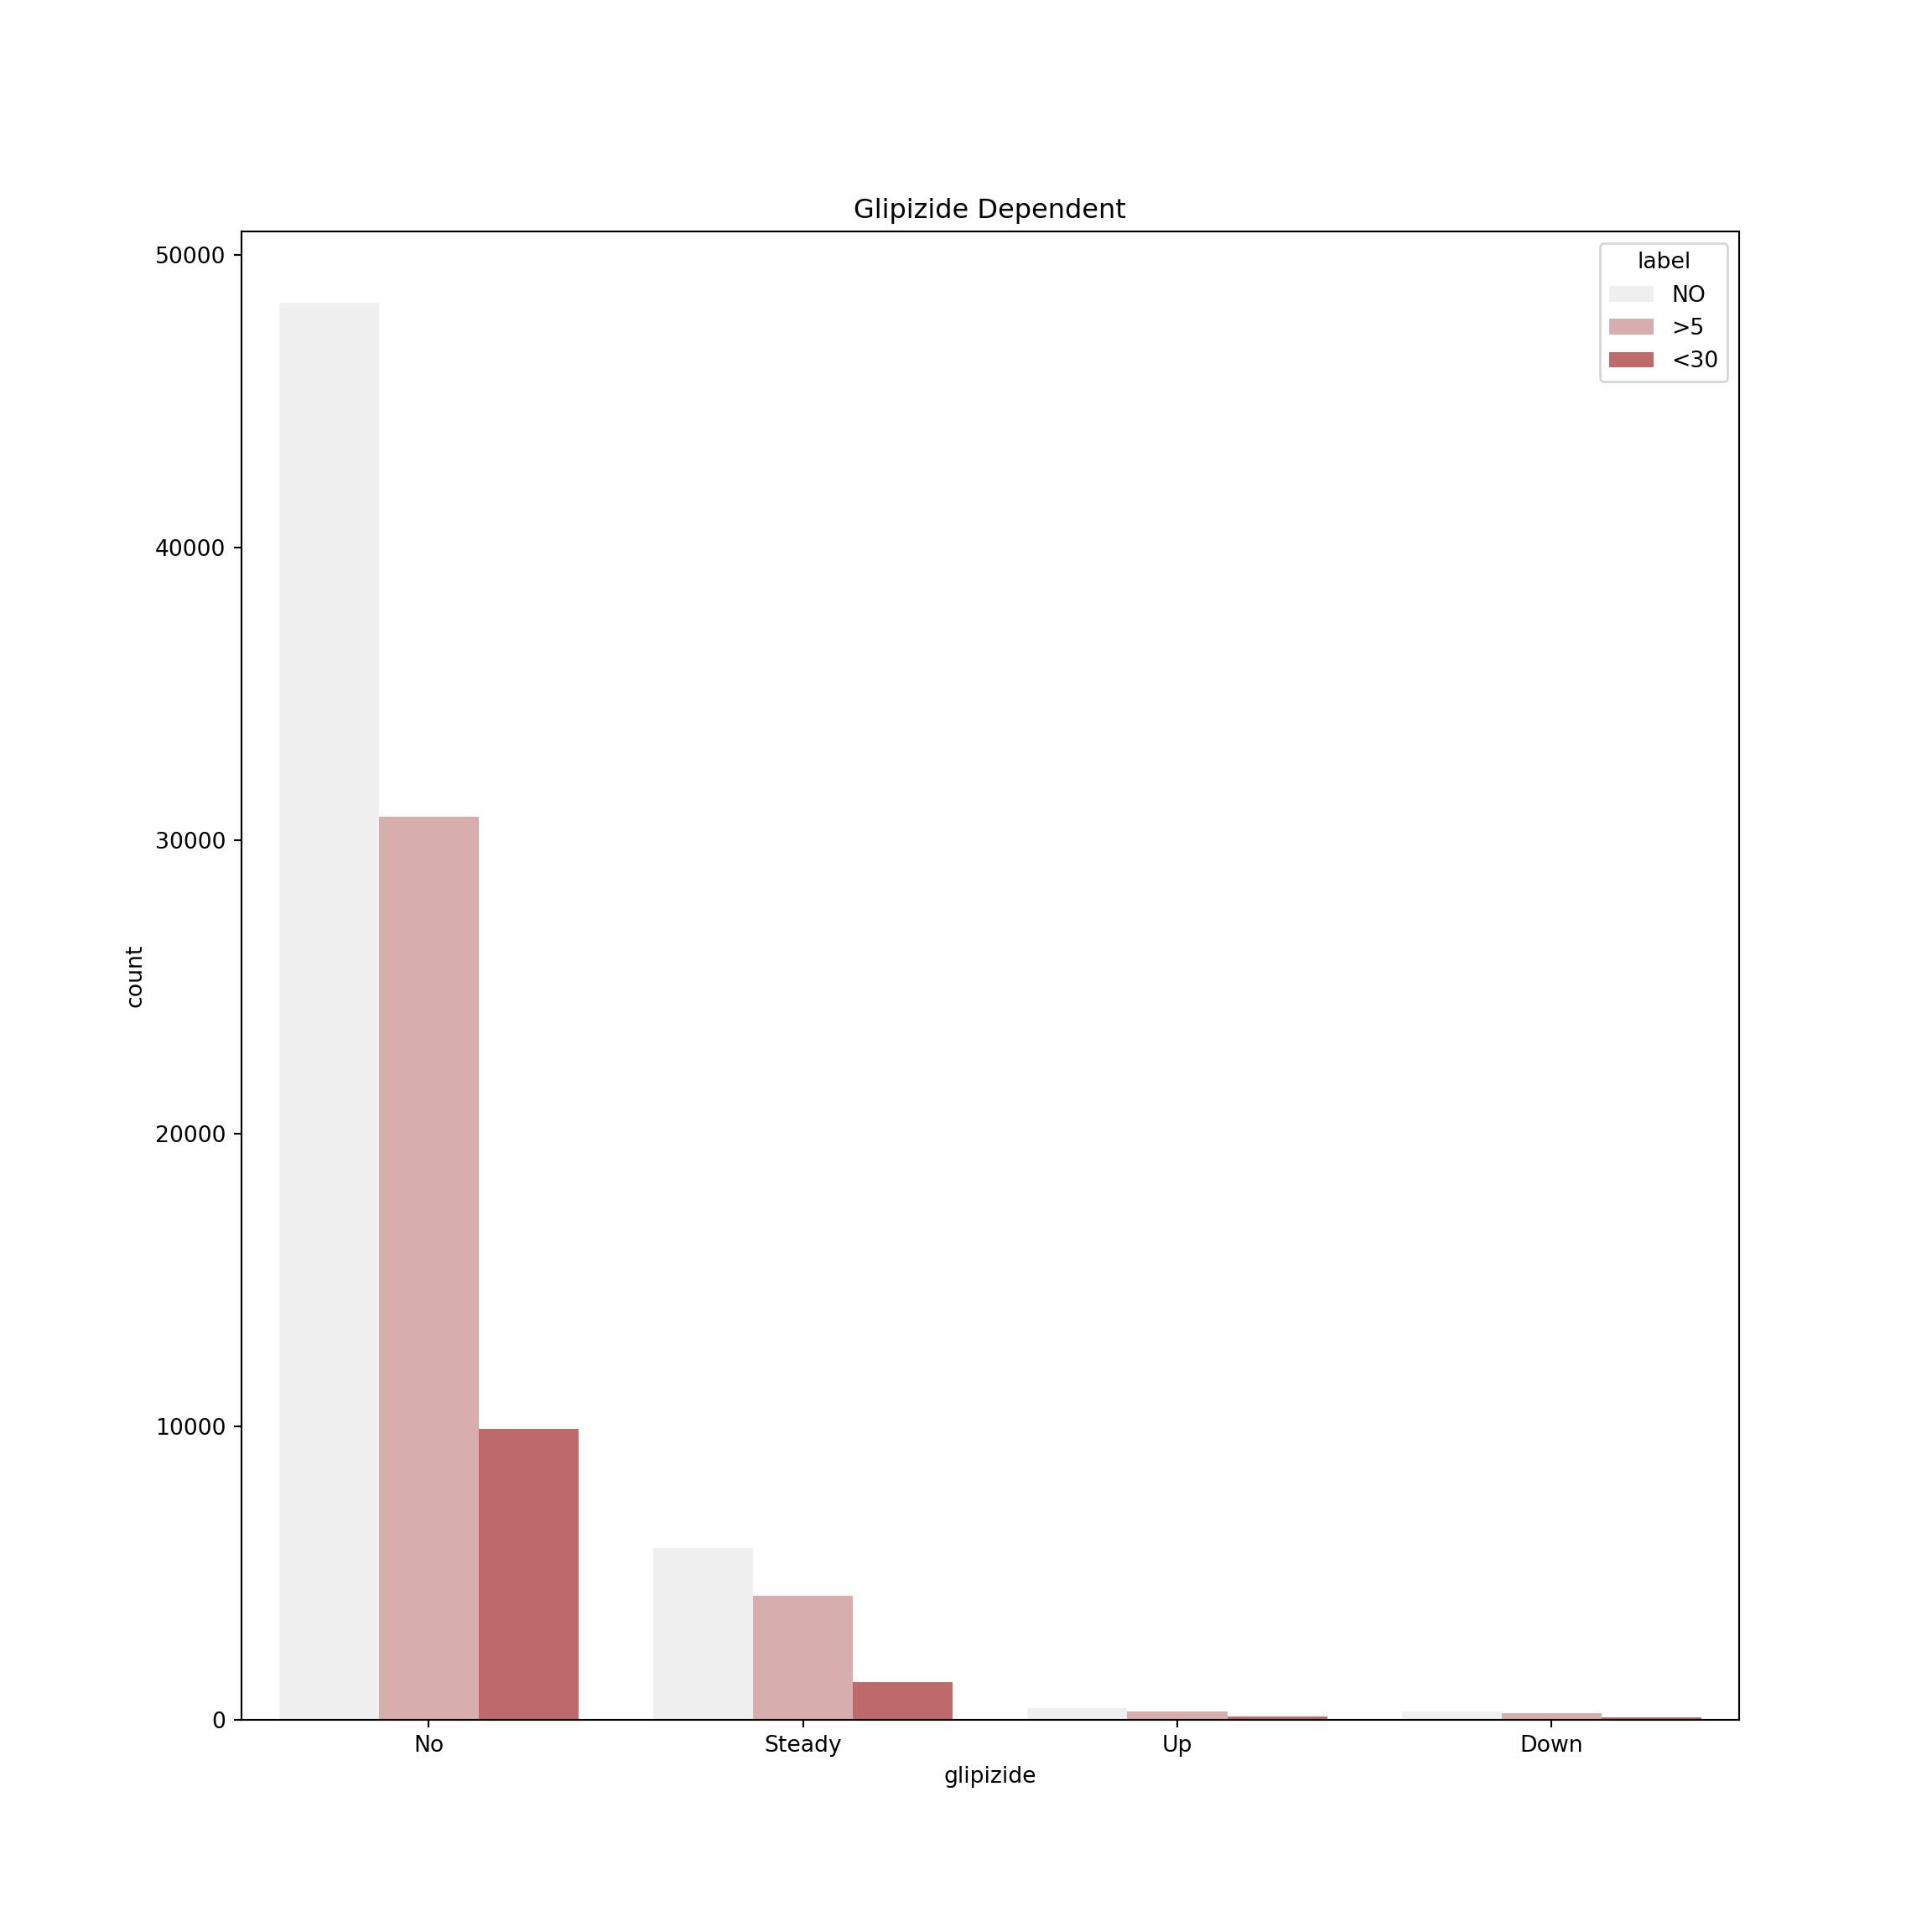 Glipizide Dependent
label
NO
>5
<30
50000
40000
30000
20000
10000
0
count
No
Steady
Up
Down
glipizide